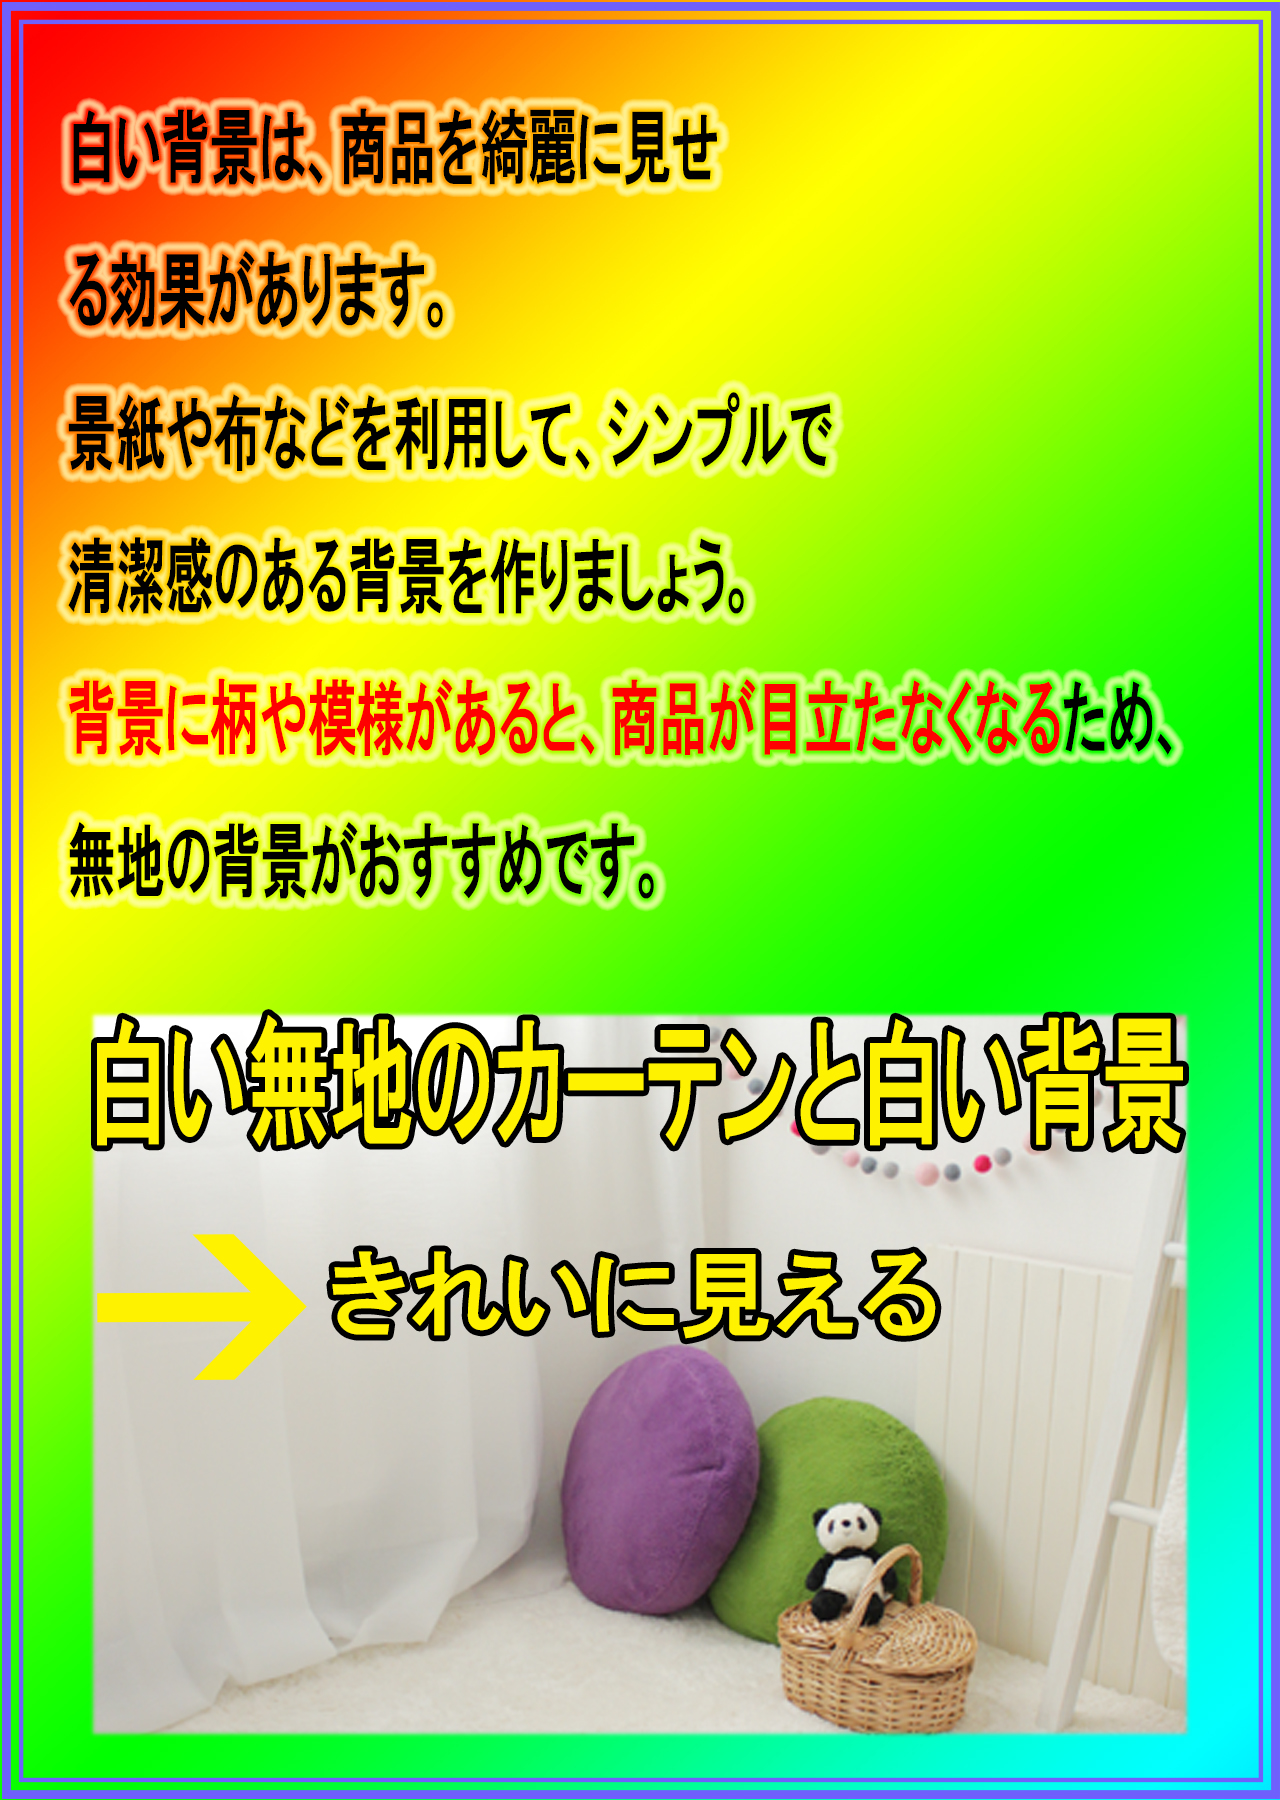 白い背景は、商品を綺麗に見せ
る効果があります。
景紙や布などを利用して、シンプルで
清潔感のある背景を作りましょう。
背景に柄や模様があると、商品が目立たなくなるため、
無地の背景がおすすめです。
白い無地のカーテンと白い背景
→ きれいに見える